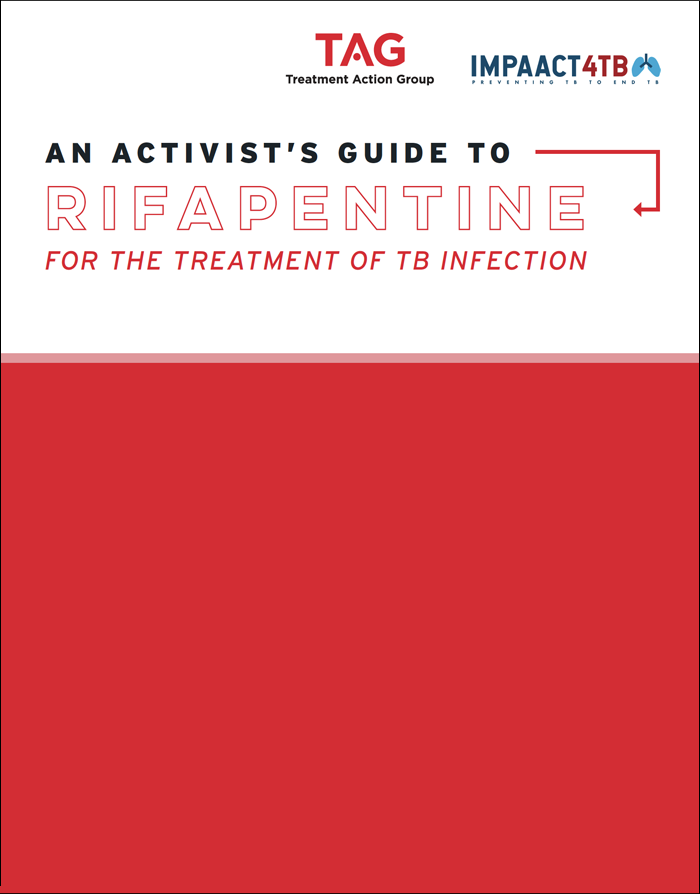 TAG
Treatment Action Group
IMPAACT4TB
PREVENTING TB TO END TB
AN ACTIVIST'S GUIDE TO
RIFAPENTINE
FOR THE TREATMENT OF TB INFECTION